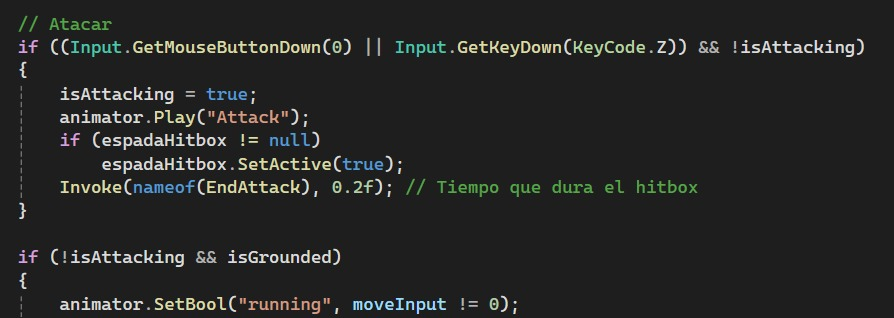 // Atacar
if ((Input.GetMouseButtonDown(0) || Input.GetKeyDown(KeyCode.Z)) && !isAttacking)
{
    isAttacking = true;
    animator.Play("Attack");
    if (espadaHitbox != null)
        espadaHitbox.SetActive(true);
    Invoke(nameof(EndAttack), 0.2f); // Tiempo que dura el hitbox
}

if (!isAttacking && isGrounded)
{
    animator.SetBool("running", moveInput != 0);